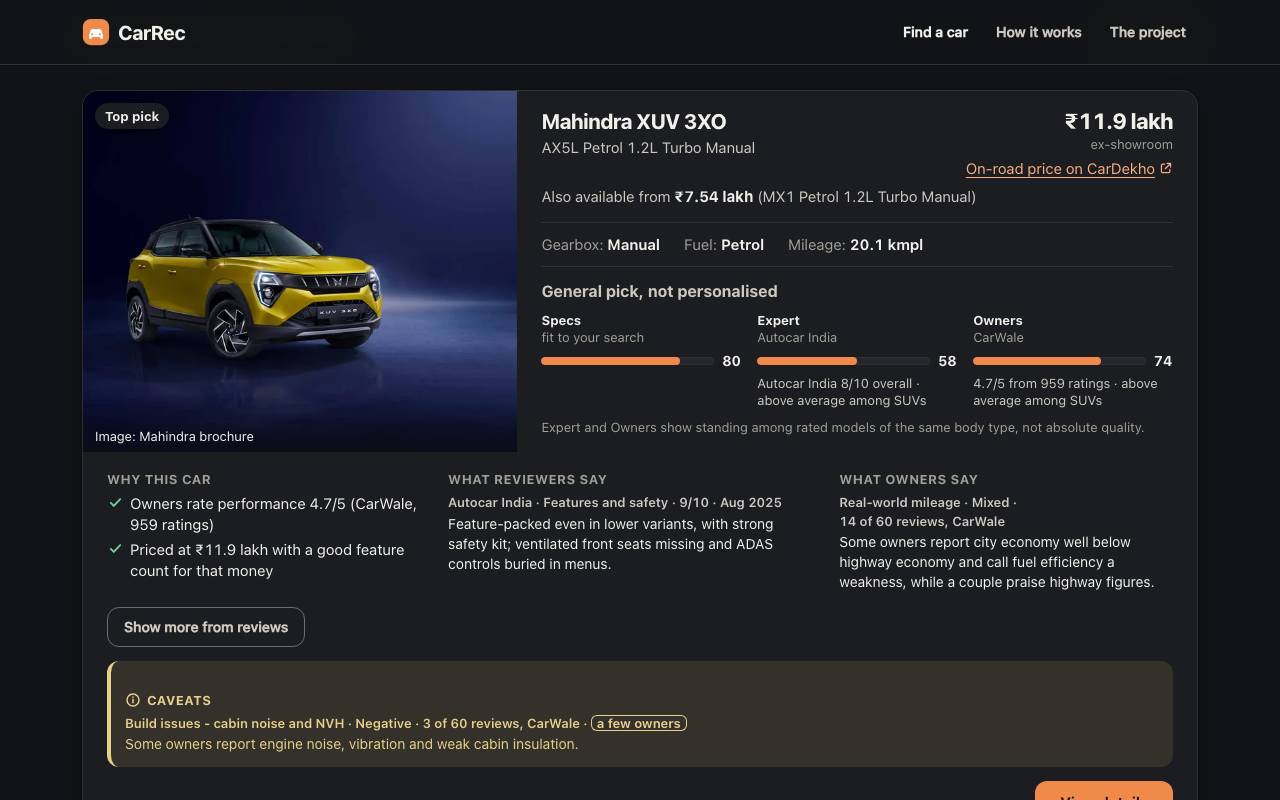 CarRec
Find a car
How it works
The project
Top pick
XUV 3XO
Image: Mahindra brochure
Mahindra XUV 3XO
AX5L Petrol 1.2L Turbo Manual
₹11.9 lakh
ex-showroom
On-road price on CarDekho
Also available from ₹7.54 lakh (MX1 Petrol 1.2L Turbo Manual)
Gearbox: Manual
Fuel: Petrol
Mileage: 20.1 kmpl
General pick, not personalised
Specs
fit to your search
80
Expert
Autocar India
58
Autocar India 8/10 overall ·
above average among SUVs
Owners
CarWale
74
4.7/5 from 959 ratings · above
average among SUVs
Expert and Owners show standing among rated models of the same body type, not absolute quality.
WHY THIS CAR
Owners rate performance 4.7/5 (CarWale,
959 ratings)
Priced at ₹11.9 lakh with a good feature
count for that money
WHAT REVIEWERS SAY
Autocar India · Features and safety · 9/10 · Aug 2025
Feature-packed even in lower variants, with strong
safety kit; ventilated front seats missing and ADAS
controls buried in menus.
WHAT OWNERS SAY
Real-world mileage · Mixed ·
14 of 60 reviews, CarWale
Some owners report city economy well below
highway economy and call fuel efficiency a
weakness, while a couple praise highway figures.
Show more from reviews
CAVEATS
Build issues - cabin noise and NVH · Negative · 3 of 60 reviews, CarWale · a few owners
Some owners report engine noise, vibration and weak cabin insulation.